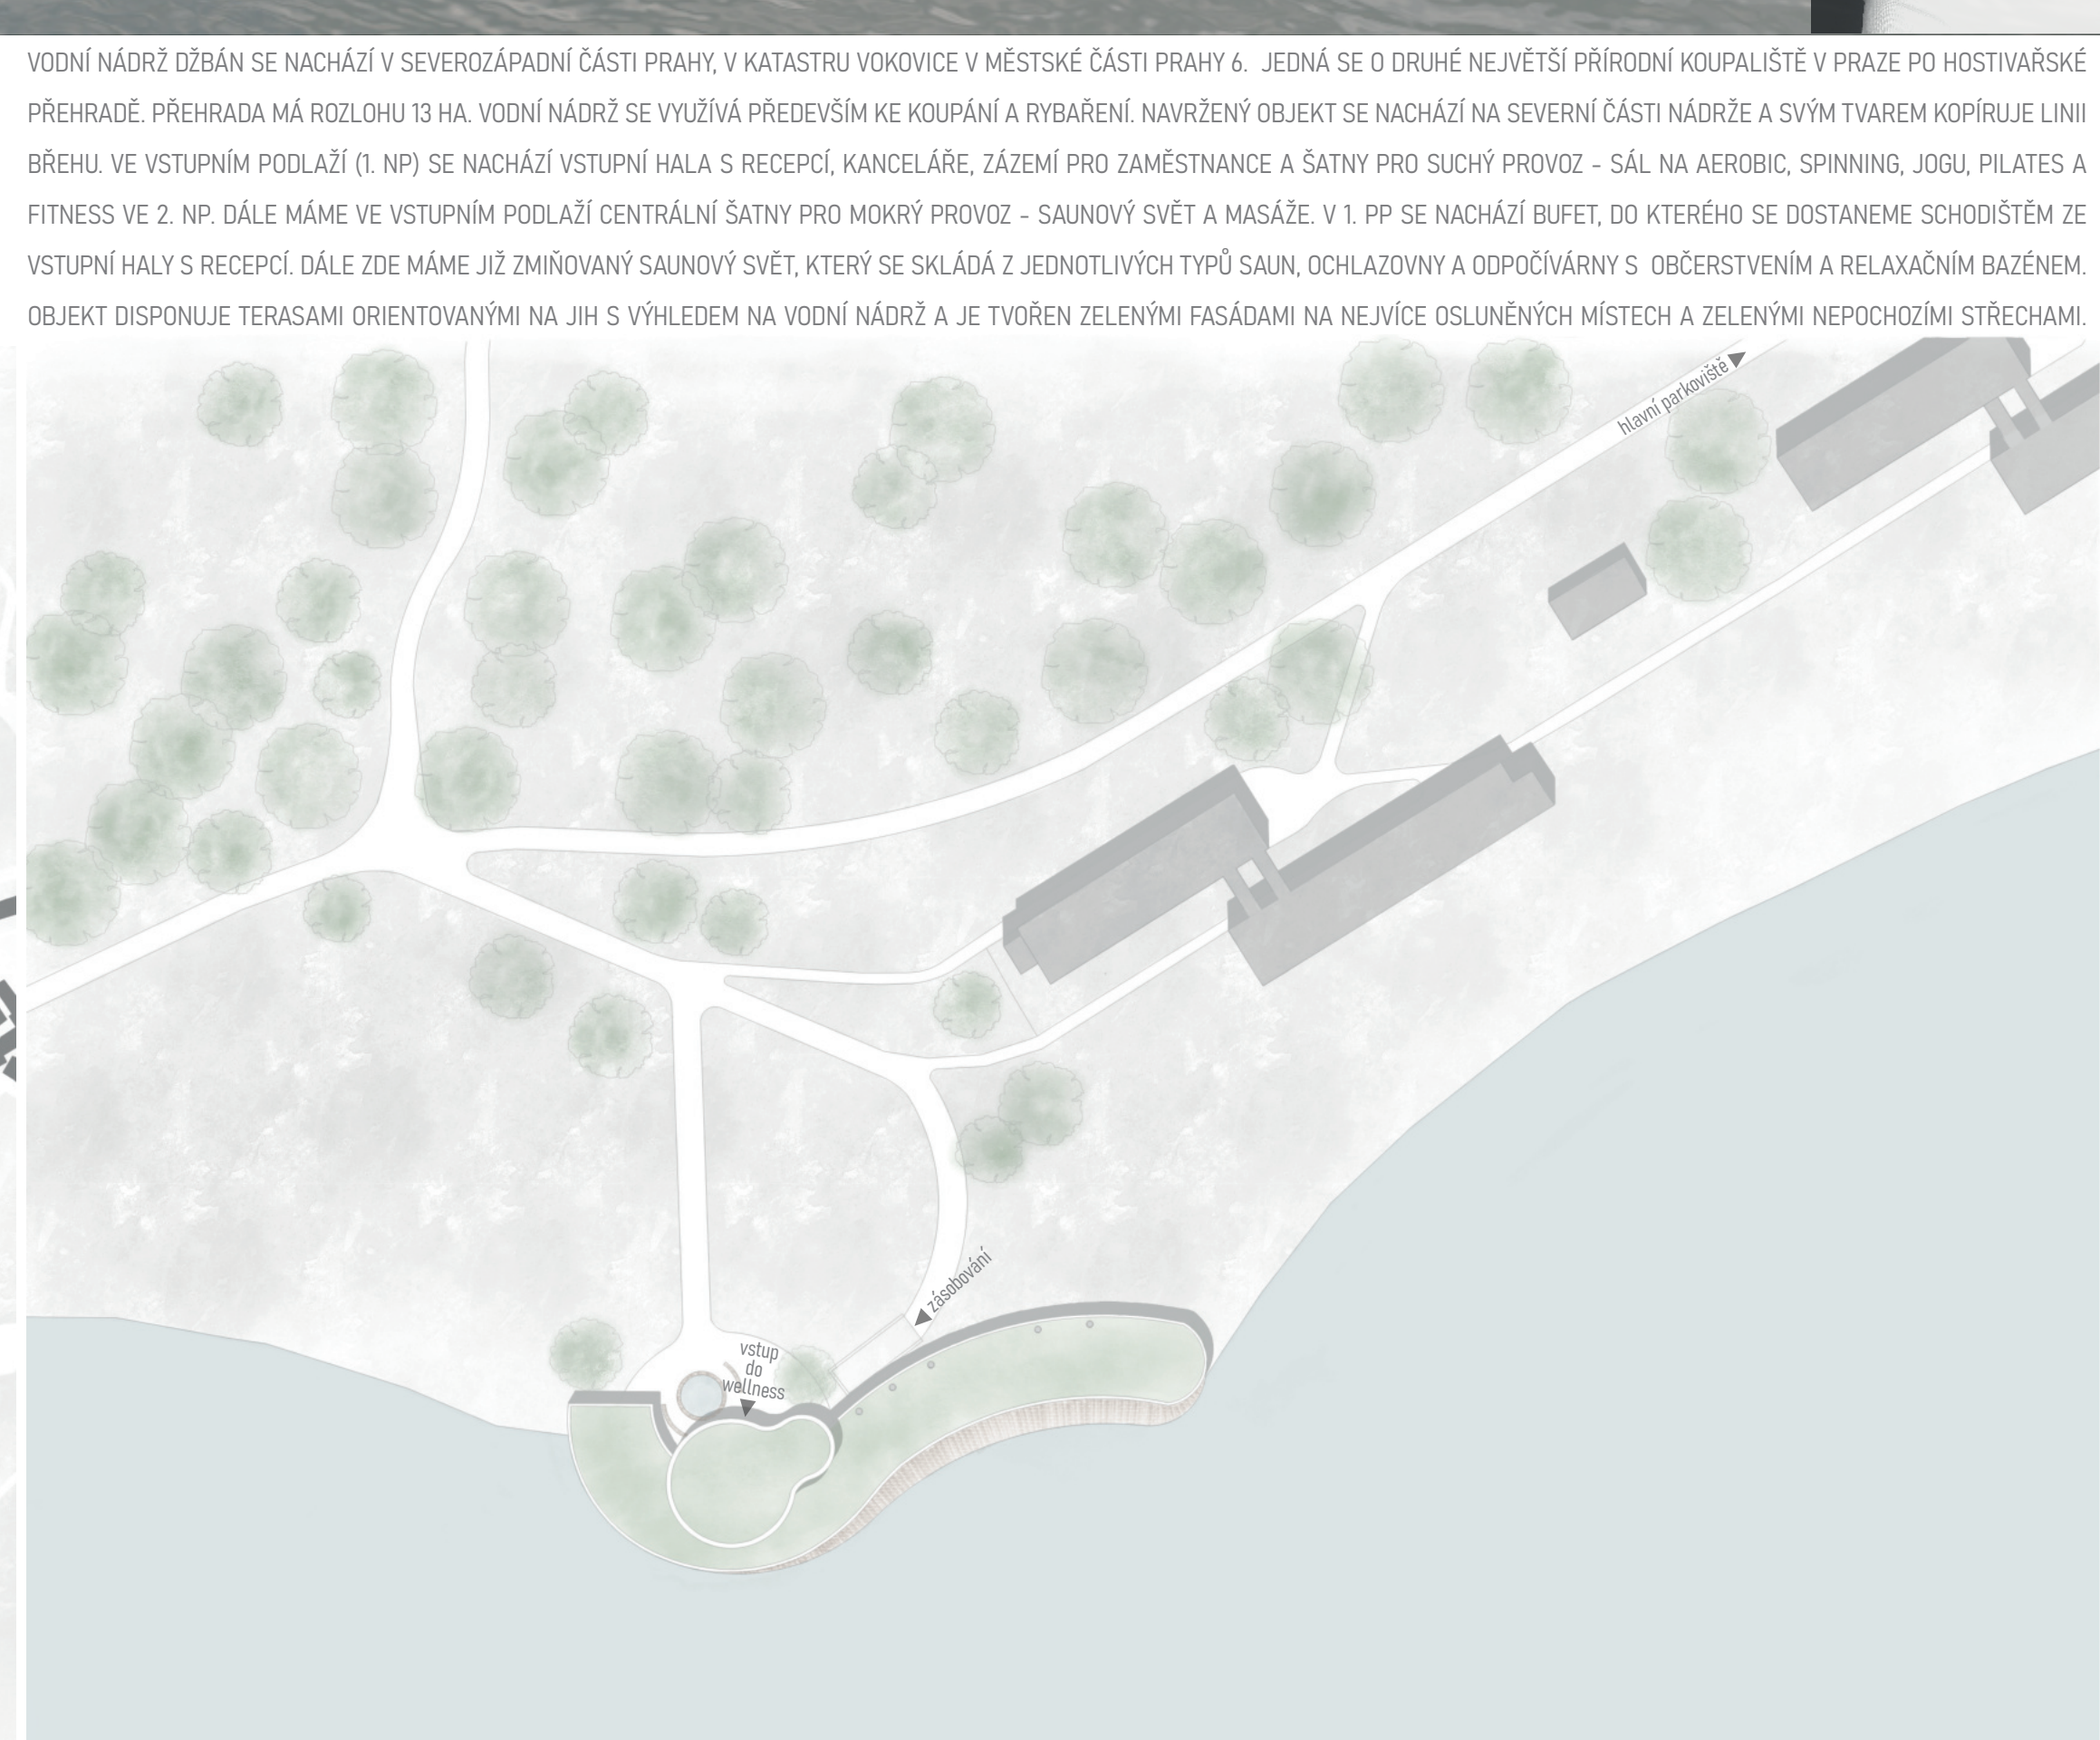 VODNÍ NÁDRŽ DŽBÁN SE NACHÁZÍ V SEVEROZÁPADNÍ ČÁSTI PRAHY, V KATASTRU VOKOVICE V MĚSTSKÉ ČÁSTI PRAHY 6. JEDNÁ SE O DRUHÉ NEJVĚTŠÍ PŘÍRODNÍ KOUPALIŠTĚ V PRAZE PO HOSTIVAŘSKÉ
PŘEHRADĚ. PŘEHRADA MÁ ROZLOHU 13 HA. VODNÍ NÁDRŽ SE VYUŽÍVÁ PŘEDEVŠÍM KE KOUPÁNÍ A RYBAŘENÍ. NAVRŽENÝ OBJEKT SE NACHÁZÍ NA SEVERNÍ ČÁSTI NÁDRŽE A SVÝM TVAREM KOPÍRUJE LINII
BŘEHU. VE VSTUPNÍM PODLAŽÍ (1. NP) SE NACHÁZÍ VSTUPNÍ HALA S RECEPCÍ, KANCELÁŘE, ZÁZEMÍ PRO ZAMĚSTNANCE A ŠATNY PRO SUCHÝ PROVOZ - SÁL NA AEROBIC, SPINNING, JOGU, PILATES A
FITNESS VE 2. NP. DÁLE MÁME VE VSTUPNÍM PODLAŽÍ CENTRÁLNÍ ŠATNY PRO MOKRÝ PROVOZ - SAUNOVÝ SVĚT A MASÁŽE. V 1. PP SE NACHÁZÍ BUFET, DO KTERÉHO SE DOSTANEME SCHODIŠTĚM ZE
VSTUPNÍ HALY S RECEPCÍ. DÁLE ZDE MÁME JIŽ ZMIŇOVANÝ SAUNOVÝ SVĚT, KTERÝ SE SKLÁDÁ Z JEDNOTLIVÝCH TYPŮ SAUN, OCHLAZOVNY A ODPOČÍVÁRNY S OBČERSTVENÍM A RELAXAČNÍM BAZÉNEM.
OBJEKT DISPONUJE TERASAMI ORIENTOVANÝMI NA JIH S VÝHLEDEM NA VODNÍ NÁDRŽ A JE TVOŘEN ZELENÝMI FASÁDAMI NA NEJVÍCE OSLUNĚNÝCH MÍSTECH A ZELENÝMI NEPOCHOZÍMI STŘECHAMI.
hlavní parkoviště
zásobování
vstup
do
wellness